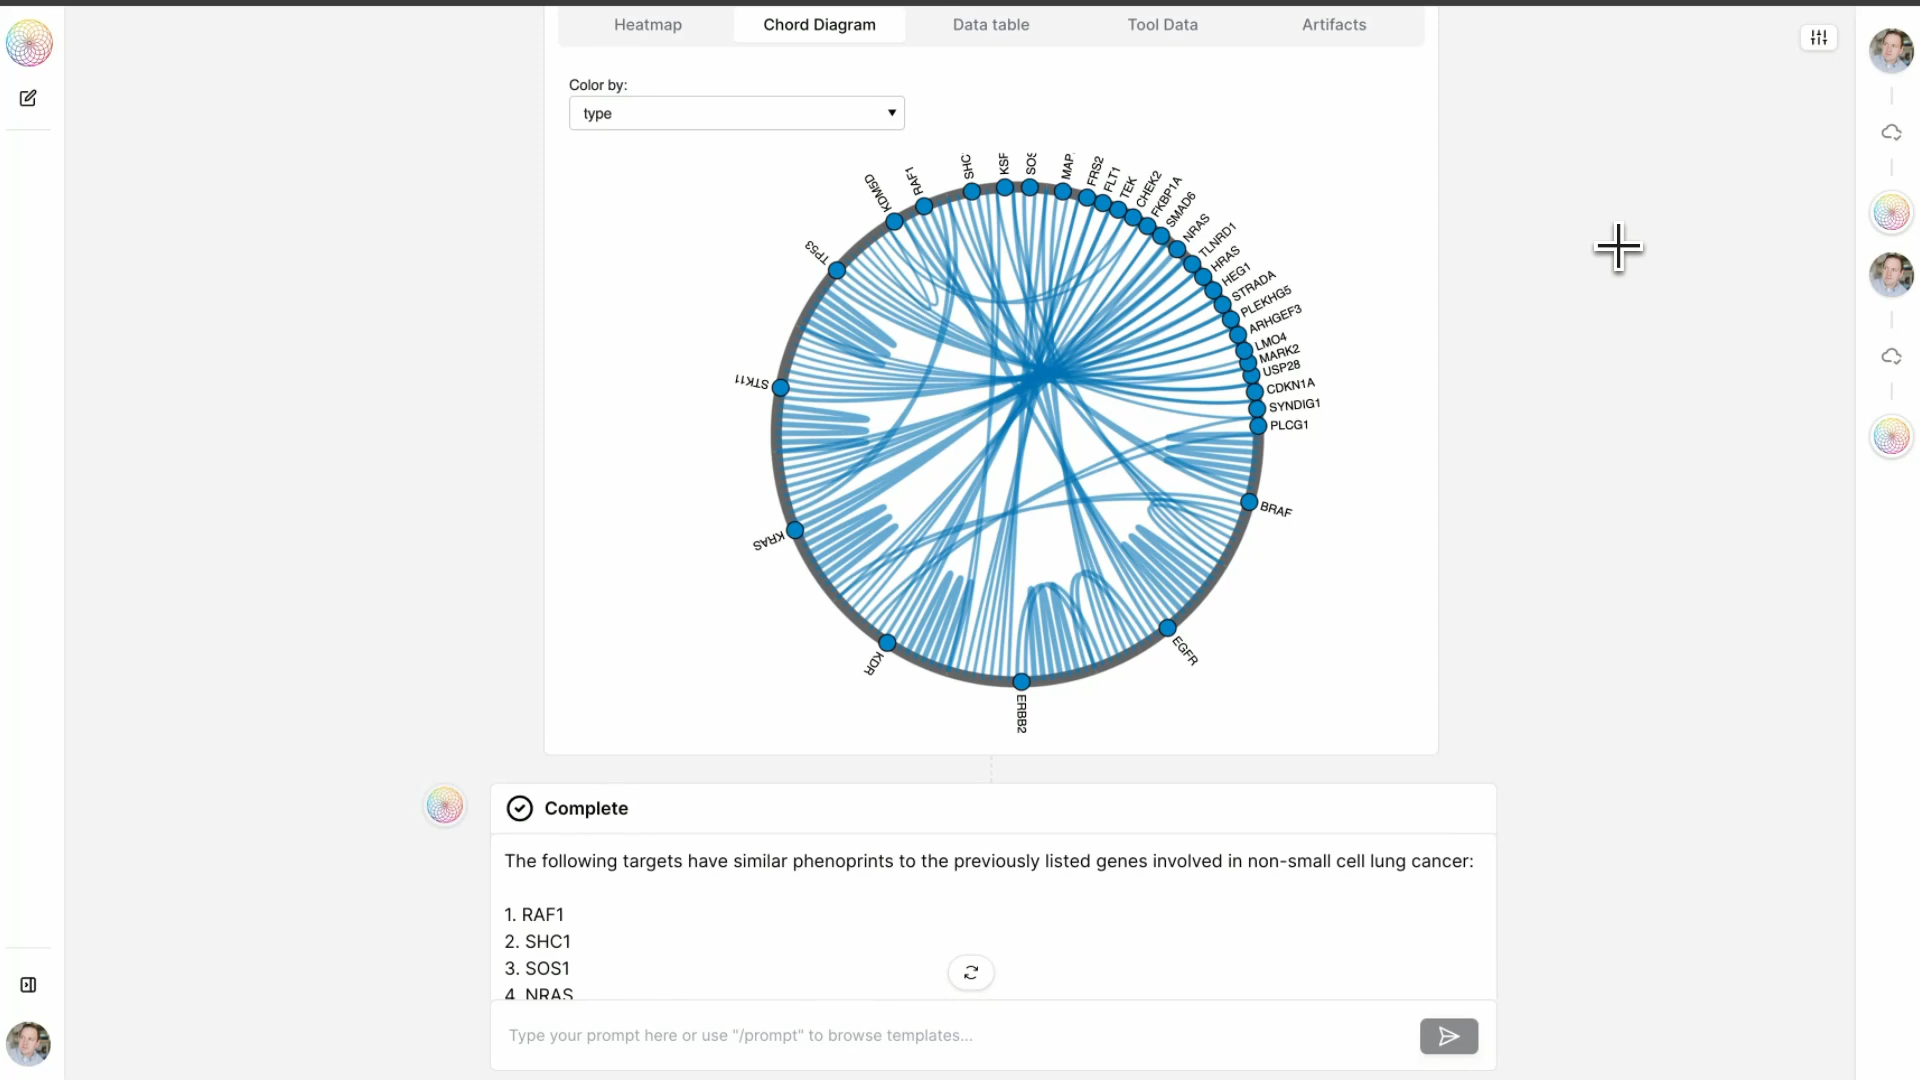 Heatmap
Chord Diagram
Data table
Tool Data
Artifacts
Color by:
type
TP53
KDM5D
RAF1
SHC
KSF
SOS
MAP
FRS2
FLT1
TEK
CHEK2
FKBP1A
SMAD6
NRAS
TLNRD1
HRAS
HEG1
STRADA
PLEKHG5
ARHGEF3
LMO4
MARK2
USP28
CDKN1A
SYNDIG1
PLCG1
BRAF
EGFR
ERBB2
KDR
KRAS
STK11
Complete
The following targets have similar phenoprints to the previously listed genes involved in non-small cell lung cancer:
1. RAF1
2. SHC1
3. SOS1
4. NRAS
Type your prompt here or use "/prompt" to browse templates...